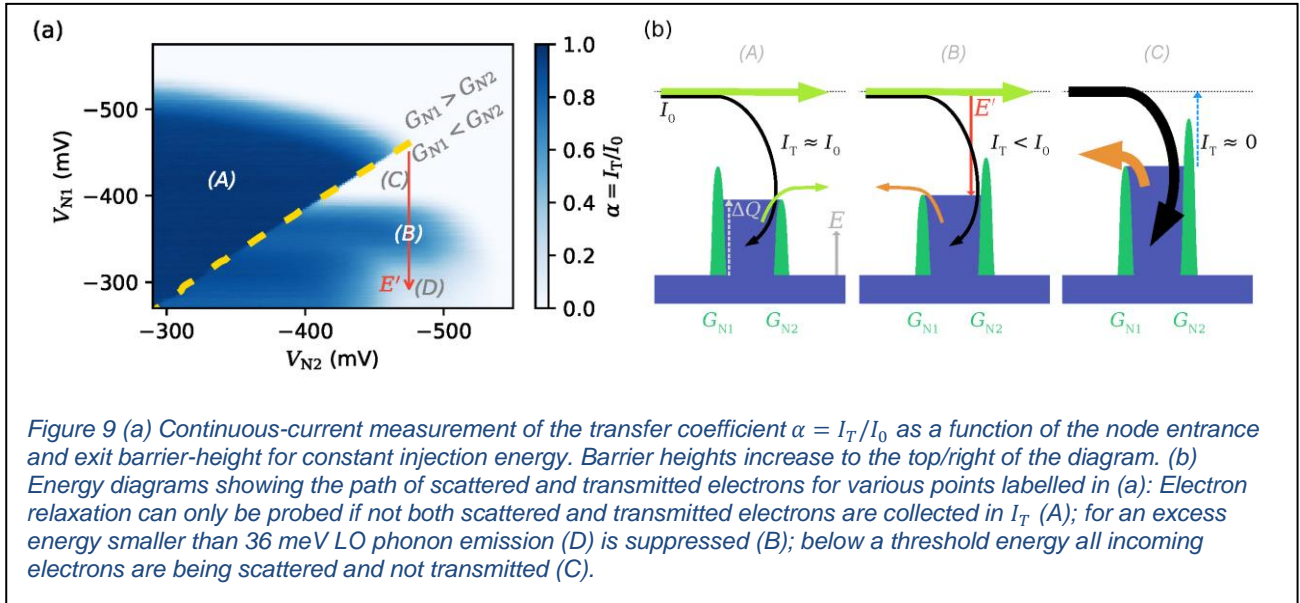 (a)
1.0
0.8
0.6
0.4
0.2
0.0
α = I_T/I_0
−500
−400
−300
V_N1 (mV)
−300
−400
−500
V_N2 (mV)
G_N1 > G_N2
G_N1 < G_N2
(A)
(C)
(B)
E′
(D)
(b)
(A)
(B)
(C)
I_0
I_T ≈ I_0
ΔQ
E
G_N1
G_N2
E′
I_T < I_0
G_N1
G_N2
I_T ≈ 0
G_N1
G_N2
Figure 9 (a) Continuous-current measurement of the transfer coefficient α = I_T/I_0 as a function of the node entrance
and exit barrier-height for constant injection energy. Barrier heights increase to the top/right of the diagram. (b)
Energy diagrams showing the path of scattered and transmitted electrons for various points labelled in (a): Electron
relaxation can only be probed if not both scattered and transmitted electrons are collected in I_T (A); for an excess
energy smaller than 36 meV LO phonon emission (D) is suppressed (B); below a threshold energy all incoming
electrons are being scattered and not transmitted (C).